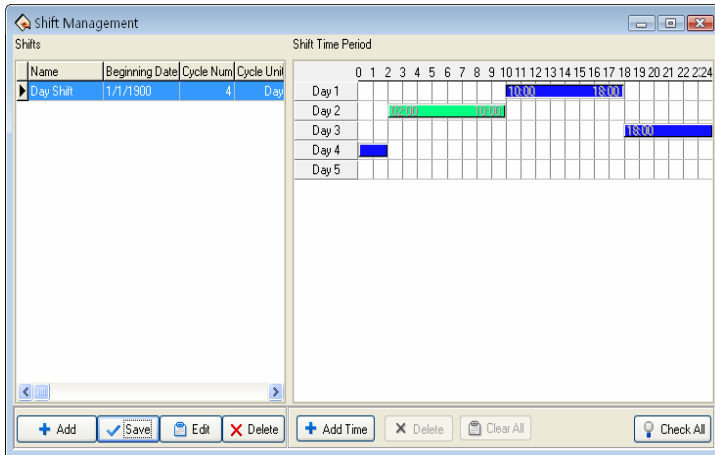 Shift Management
Shifts
Shift Time Period
Name Beginning Date Cycle Num Cycle Unit
Day Shift 1/1/1900 4 Day
0 1 2 3 4 5 6 7 8 9 10 11 12 13 14 15 16 17 18 19 20 21 22 2:24
Day 1 10:00 18:00
Day 2 02:00 10:00
Day 3 18:00
Day 4
Day 5
Add Save Edit Delete
Add Time Delete Clear All Check All